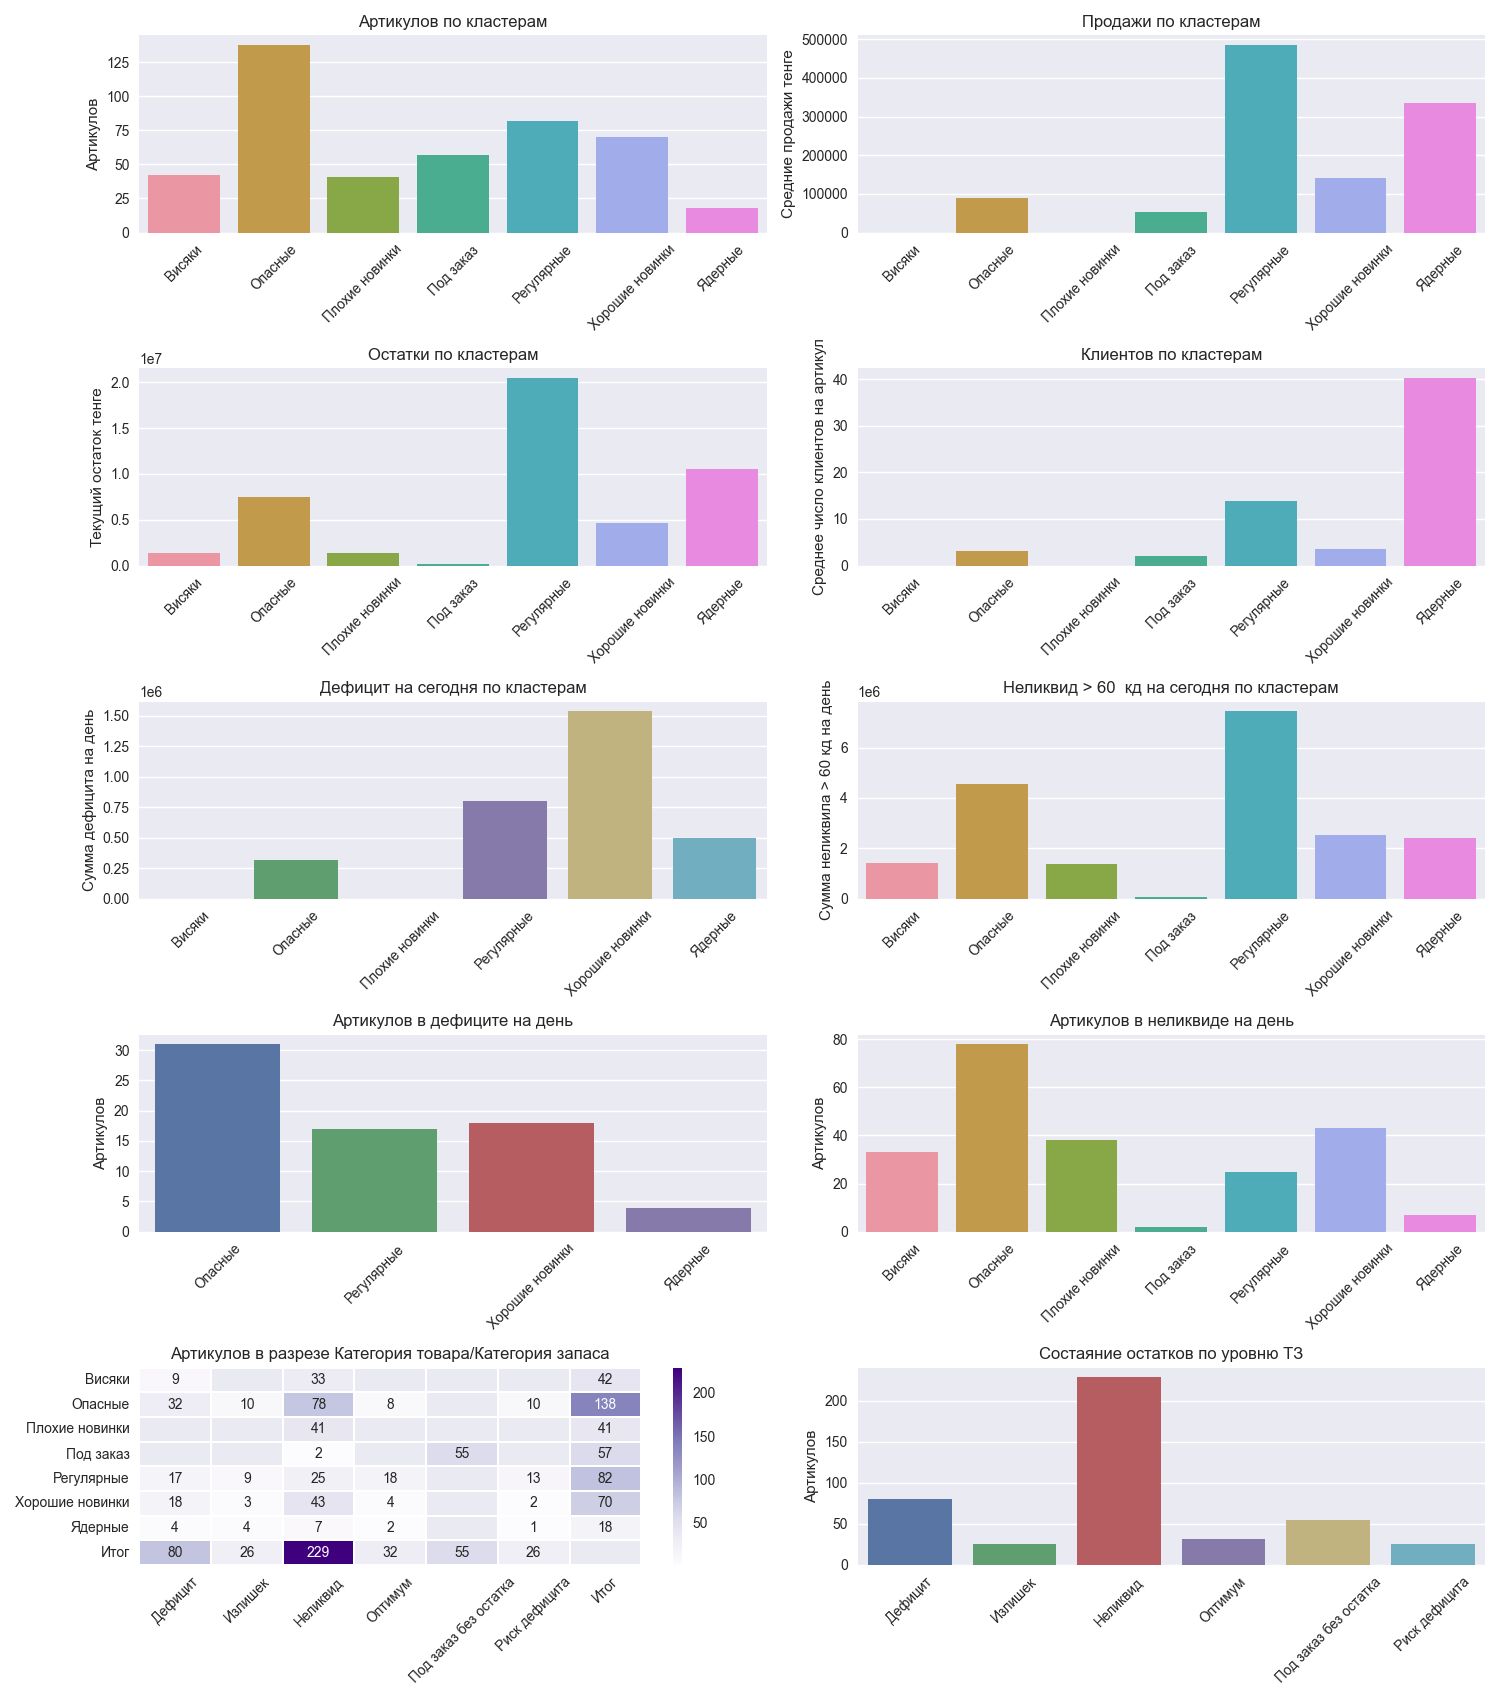 Артикулов по кластерам
Артикулов
125
100
75
50
25
0
Висяки
Опасные
Плохие новинки
Под заказ
Регулярные
Хорошие новинки
Ядерные
Продажи по кластерам
Средние продажи тенге
500000
400000
300000
200000
100000
0
Висяки
Опасные
Плохие новинки
Под заказ
Регулярные
Хорошие новинки
Ядерные
Остатки по кластерам
1e7
Текущий остаток тенге
2.0
1.5
1.0
0.5
0.0
Висяки
Опасные
Плохие новинки
Под заказ
Регулярные
Хорошие новинки
Ядерные
Клиентов по кластерам
Среднее число клиентов на артикул
40
30
20
10
0
Висяки
Опасные
Плохие новинки
Под заказ
Регулярные
Хорошие новинки
Ядерные
Дефицит на сегодня по кластерам
1e6
Сумма дефицита на день
1.50
1.25
1.00
0.75
0.50
0.25
0.00
Висяки
Опасные
Плохие новинки
Регулярные
Хорошие новинки
Ядерные
Неликвид > 60  кд на сегодня по кластерам
1e6
Сумма неликвила > 60 кд на день
6
4
2
0
Висяки
Опасные
Плохие новинки
Под заказ
Регулярные
Хорошие новинки
Ядерные
Артикулов в дефиците на день
Артикулов
30
25
20
15
10
5
0
Опасные
Регулярные
Хорошие новинки
Ядерные
Артикулов в неликвиде на день
Артикулов
80
60
40
20
0
Висяки
Опасные
Плохие новинки
Под заказ
Регулярные
Хорошие новинки
Ядерные
Артикулов в разрезе Категория товара/Категория запаса
Висяки 9 33 42
Опасные 32 10 78 8 10 138
Плохие новинки 41 41
Под заказ 2 55 57
Регулярные 17 9 25 18 13 82
Хорошие новинки 18 3 43 4 2 70
Ядерные 4 4 7 2 1 18
Итог 80 26 229 32 55 26
Дефицит
Излишек
Неликвид
Оптимум
Под заказ без остатка
Риск дефицита
Итог
200
150
100
50
Состаяние остатков по уровню ТЗ
Артикулов
200
150
100
50
0
Дефицит
Излишек
Неликвид
Оптимум
Под заказ без остатка
Риск дефицита